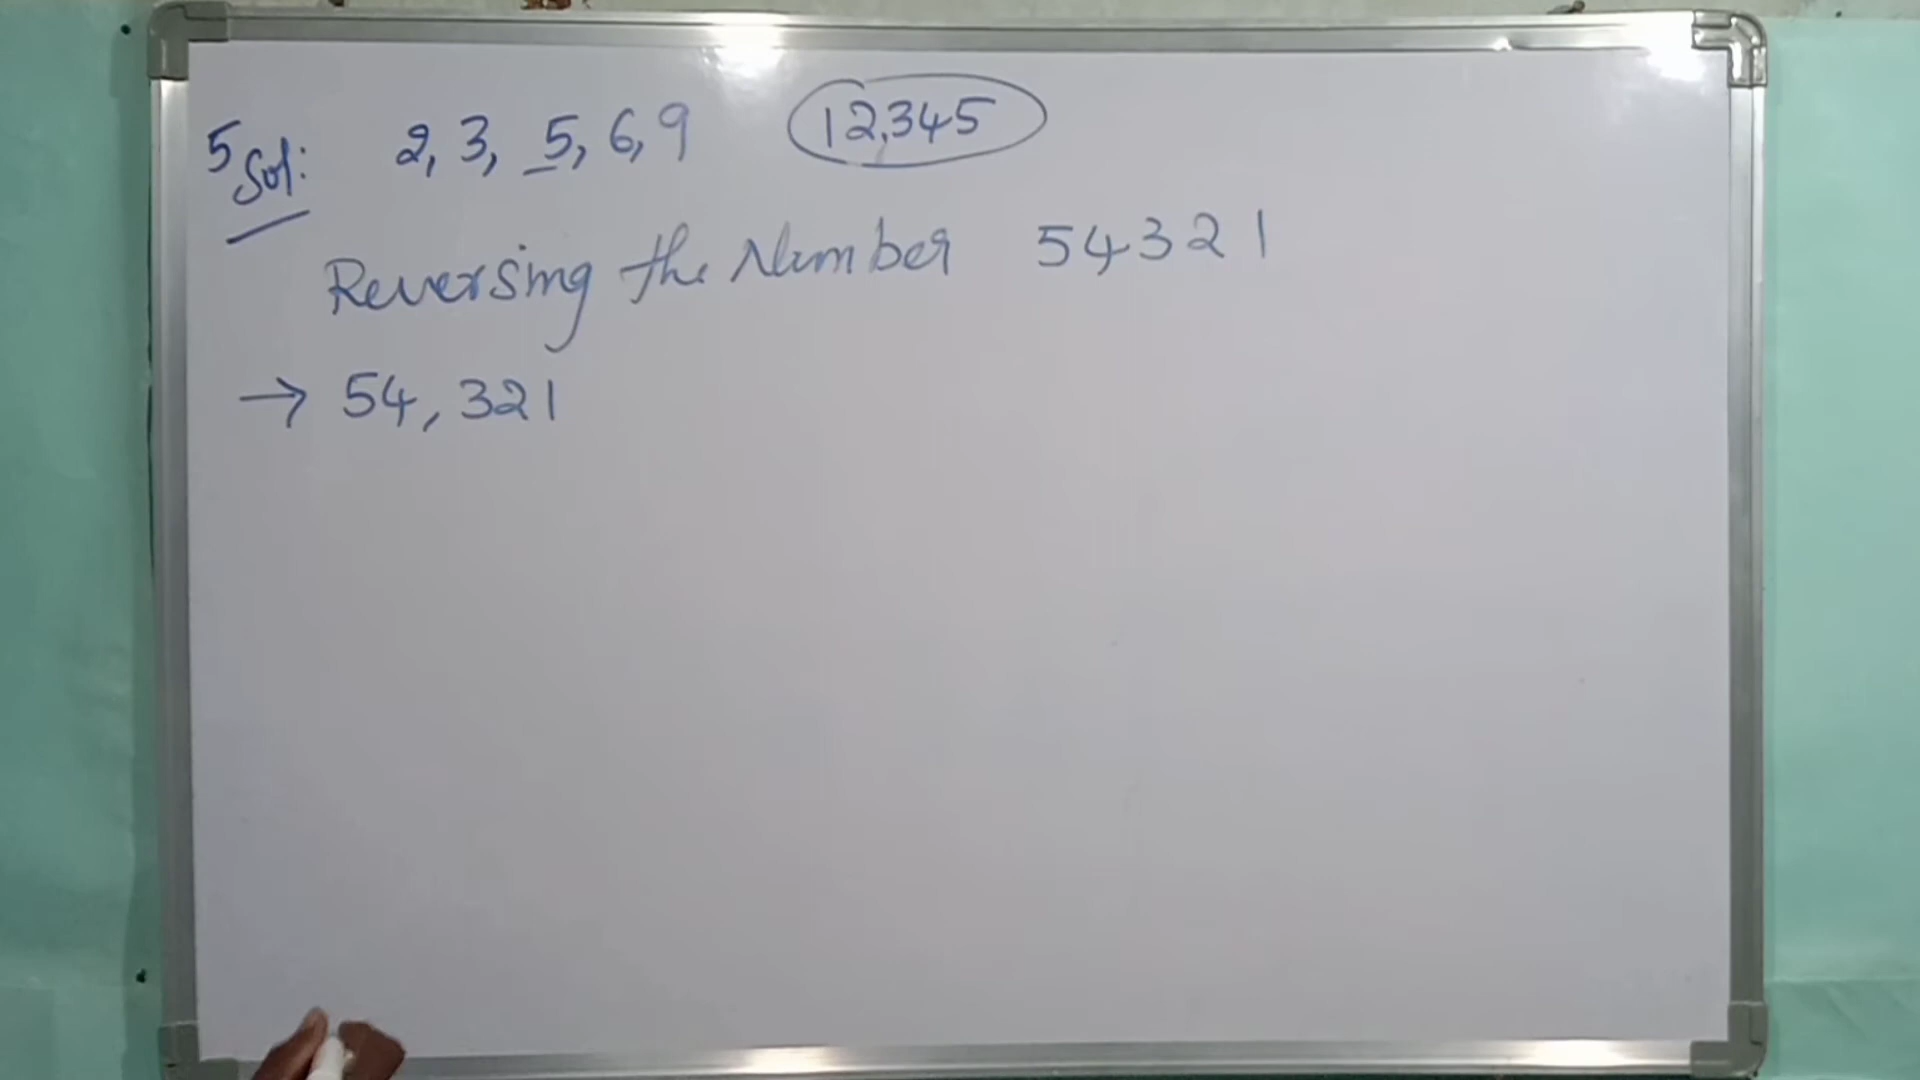 5 Sol: 2, 3, 5, 6, 9 12,345
Reversing the Number 54321
→ 54, 321